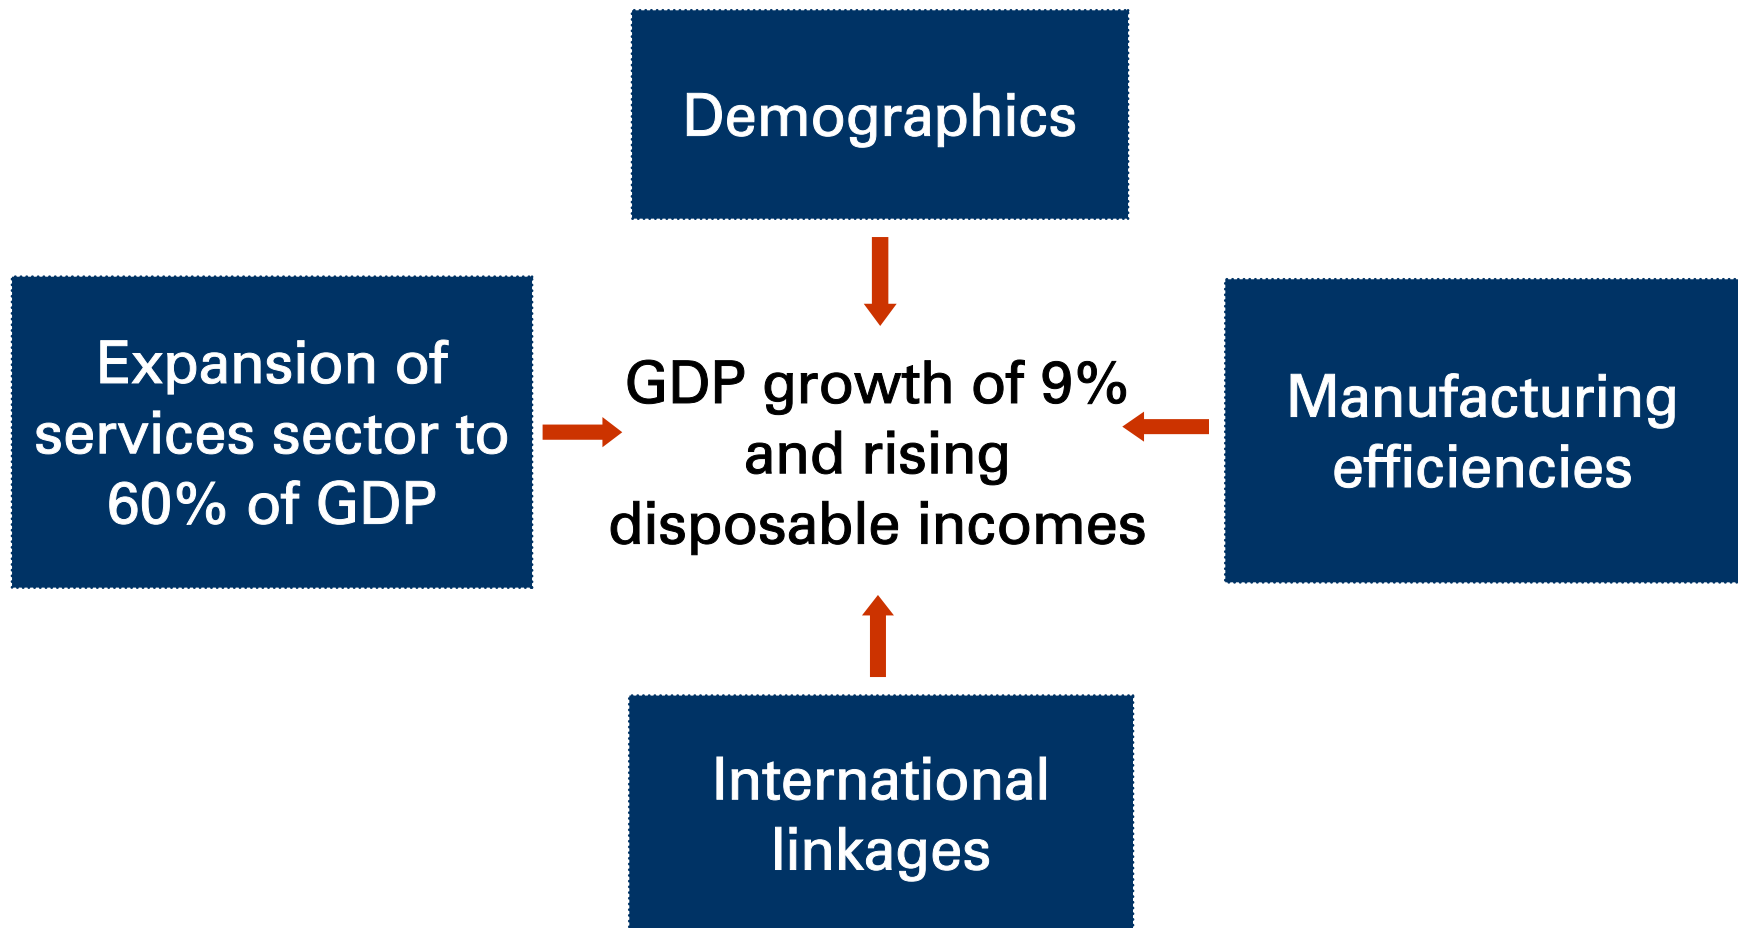 Demographics
Expansion of
services sector to
60% of GDP
GDP growth of 9%
and rising
disposable incomes
Manufacturing
efficiencies
International
linkages